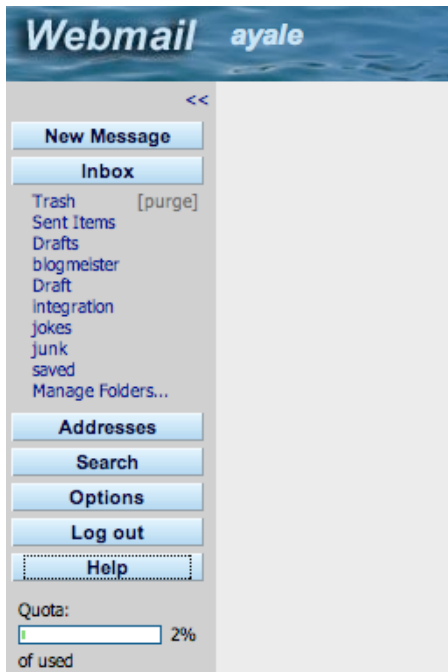 Webmail ayale
<<
New Message
Inbox
Trash [purge]
Sent Items
Drafts
blogmeister
Draft
integration
jokes
junk
saved
Manage Folders...
Addresses
Search
Options
Log out
Help
Quota:
2%
of used